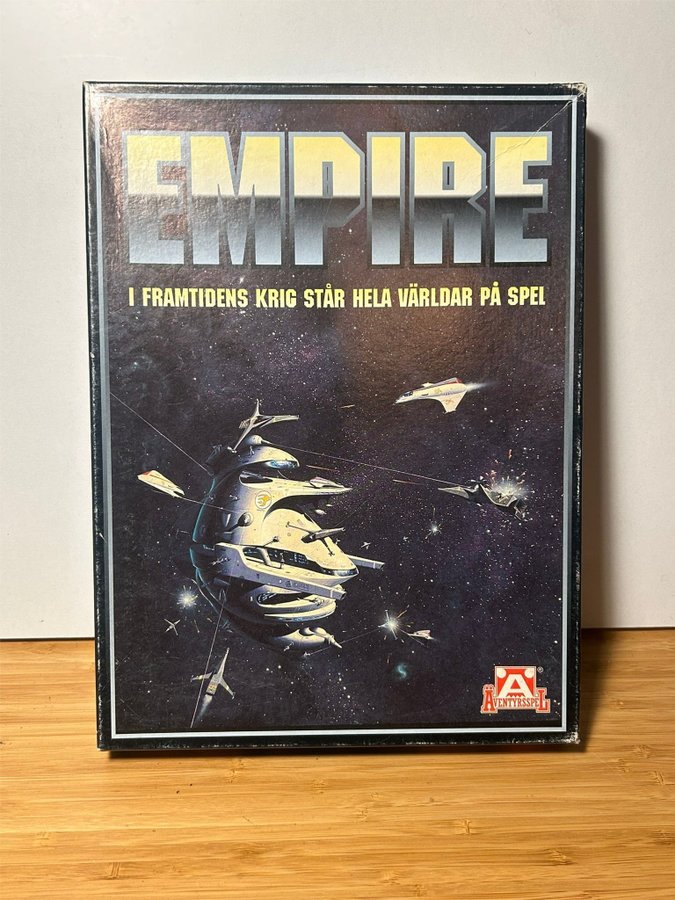 EMPIRE
I FRAMTIDENS KRIG STÅR HELA VÄRLDAR PÅ SPEL
A ®
ÄVENTYRSSPEL